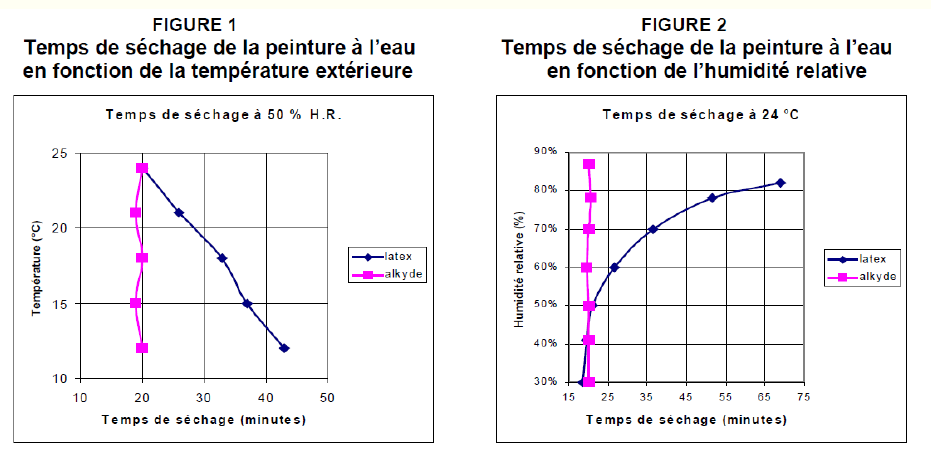 FIGURE 1
Temps de séchage de la peinture à l’eau
en fonction de la température extérieure
Temps de séchage à 50 % H.R.
25
20
15
10
Température (°C)
10 20 30 40 50
Temps de séchage (minutes)
latex
alkyde
FIGURE 2
Temps de séchage de la peinture à l’eau
en fonction de l’humidité relative
Temps de séchage à 24 °C
90%
80%
70%
60%
50%
40%
30%
Humidité relative (%)
15 25 35 45 55 65 75
Temps de séchage (minutes)
latex
alkyde